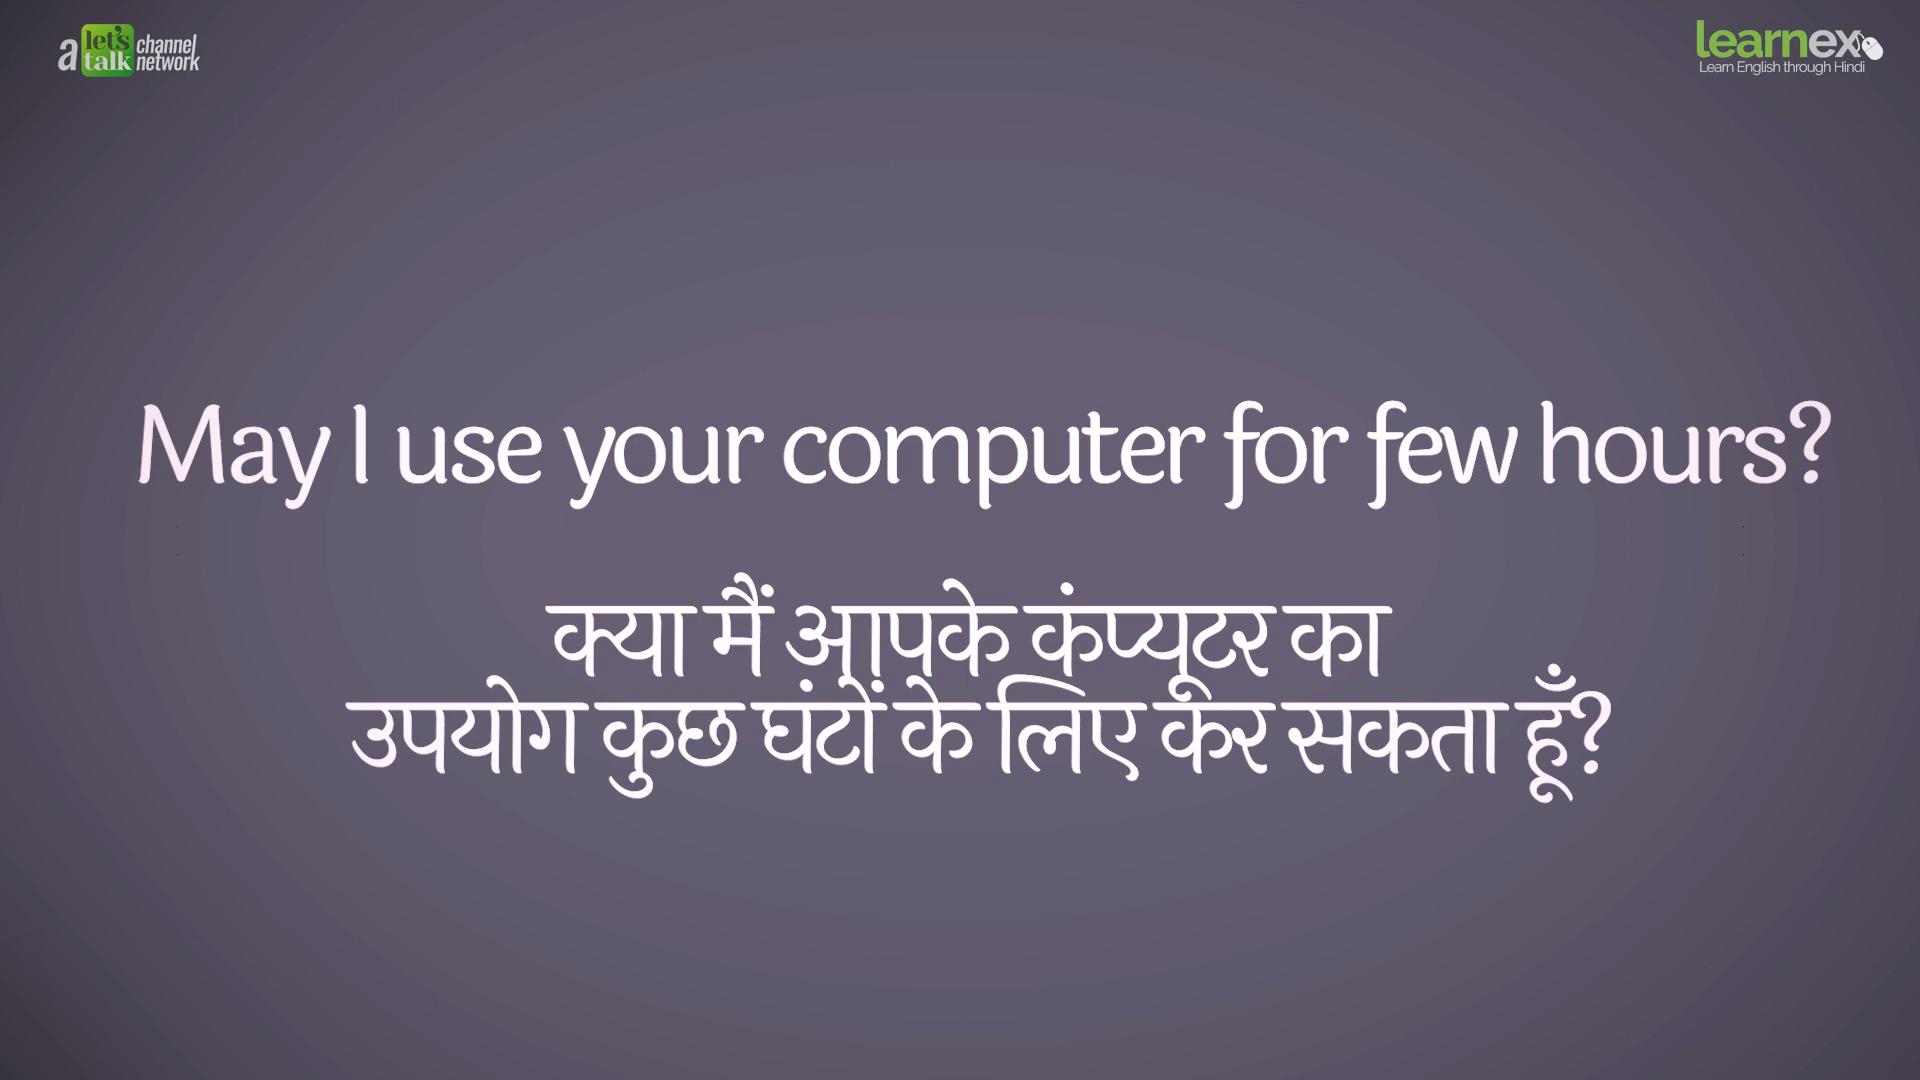 a let's talk channel network
learnex
Learn English through Hindi
May I use your computer for few hours?
क्या मैं आपके कंप्यूटर का
उपयोग कुछ घंटों के लिए कर सकता हूँ?